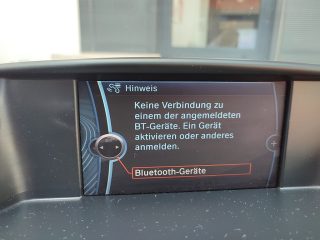 Hinweis
Keine Verbindung zu
einem der angemeldeten
BT-Geräte. Ein Gerät
aktivieren oder anderes
anmelden.
Bluetooth-Geräte